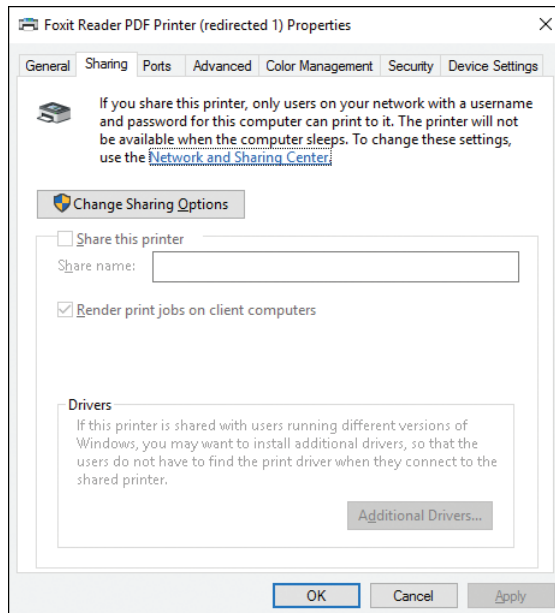 Foxit Reader PDF Printer (redirected 1) Properties
General Sharing Ports Advanced Color Management Security Device Settings
If you share this printer, only users on your network with a username
and password for this computer can print to it. The printer will not
be available when the computer sleeps. To change these settings,
use the Network and Sharing Center.
Change Sharing Options
Share this printer
Share name:
Render print jobs on client computers
Drivers
If this printer is shared with users running different versions of
Windows, you may want to install additional drivers, so that the
users do not have to find the print driver when they connect to the
shared printer.
Additional Drivers...
OK Cancel Apply